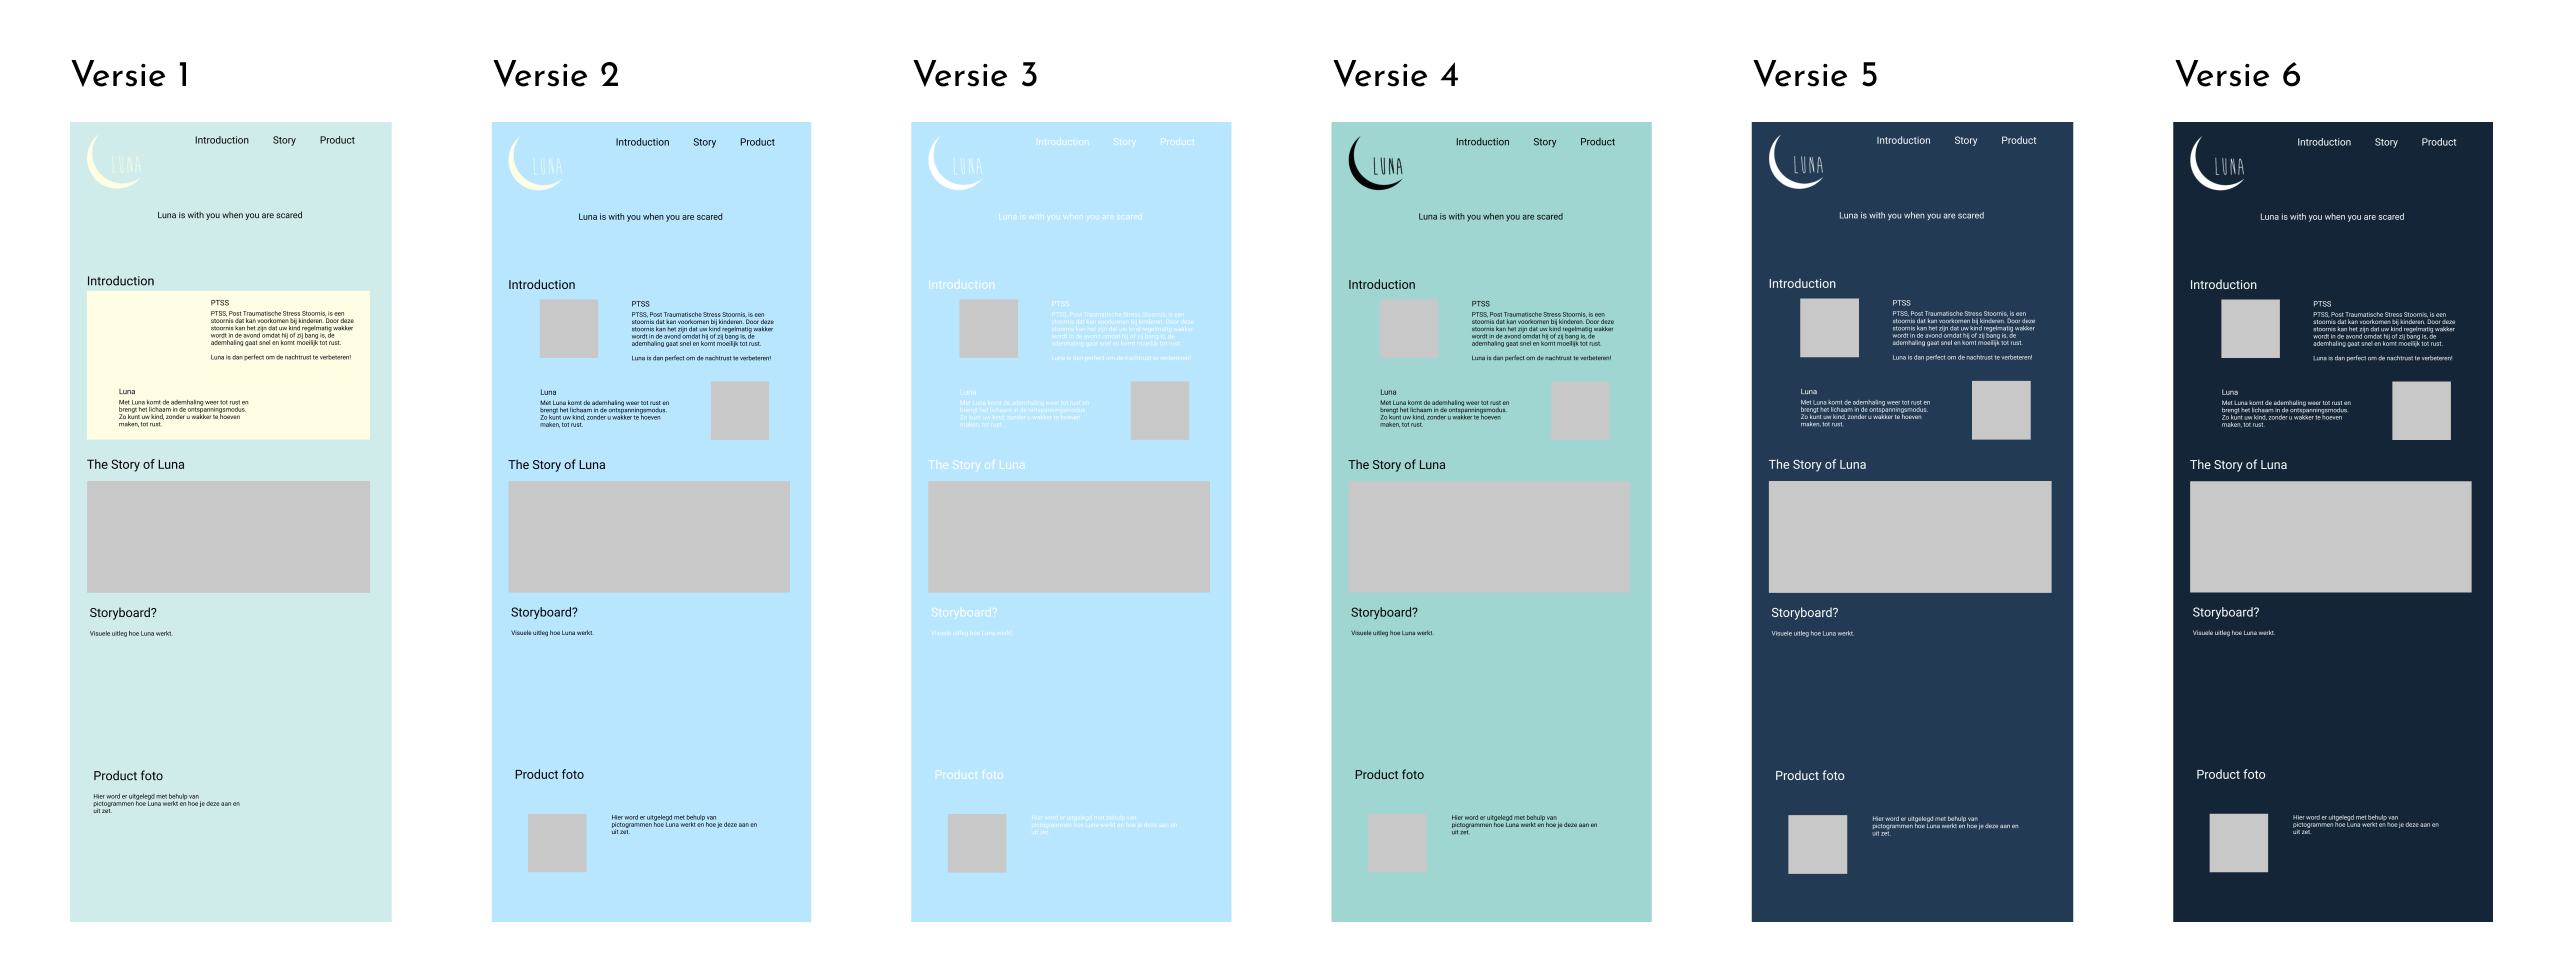 Versie 1
LUNA
Introduction Story Product
Luna is with you when you are scared
Introduction
PTSS
PTSS, Post Traumatische Stress Stoornis, is een
stoornis dat kan voorkomen bij kinderen. Door deze
stoornis kan het zijn dat uw kind regelmatig wakker
wordt in de avond omdat hij of zij bang is, de
ademhaling gaat snel en komt moeilijk tot rust.
Luna is dan perfect om de nachtrust te verbeteren!
Luna
Met Luna komt de ademhaling weer tot rust en
brengt het lichaam in de ontspanningsmodus.
Zo kunt uw kind, zonder u wakker te hoeven
maken, tot rust.
The Story of Luna
Storyboard?
Visuele uitleg hoe Luna werkt.
Product foto
Hier word er uitgelegd met behulp van
pictogrammen hoe Luna werkt en hoe je deze aan en
uit zet.
Versie 2
LUNA
Introduction Story Product
Luna is with you when you are scared
Introduction
PTSS
PTSS, Post Traumatische Stress Stoornis, is een
stoornis dat kan voorkomen bij kinderen. Door deze
stoornis kan het zijn dat uw kind regelmatig wakker
wordt in de avond omdat hij of zij bang is, de
ademhaling gaat snel en komt moeilijk tot rust.
Luna is dan perfect om de nachtrust te verbeteren!
Luna
Met Luna komt de ademhaling weer tot rust en
brengt het lichaam in de ontspanningsmodus.
Zo kunt uw kind, zonder u wakker te hoeven
maken, tot rust.
The Story of Luna
Storyboard?
Visuele uitleg hoe Luna werkt.
Product foto
Hier word er uitgelegd met behulp van
pictogrammen hoe Luna werkt en hoe je deze aan en
uit zet.
Versie 3
LUNA
Introduction Story Product
Luna is with you when you are scared
Introduction
PTSS
PTSS, Post Traumatische Stress Stoornis, is een
stoornis dat kan voorkomen bij kinderen. Door deze
stoornis kan het zijn dat uw kind regelmatig wakker
wordt in de avond omdat hij of zij bang is, de
ademhaling gaat snel en komt moeilijk tot rust.
Luna is dan perfect om de nachtrust te verbeteren!
Luna
Met Luna komt de ademhaling weer tot rust en
brengt het lichaam in de ontspanningsmodus.
Zo kunt uw kind, zonder u wakker te hoeven
maken, tot rust.
The Story of Luna
Storyboard?
Visuele uitleg hoe Luna werkt.
Product foto
Hier word er uitgelegd met behulp van
pictogrammen hoe Luna werkt en hoe je deze aan en
uit zet.
Versie 4
LUNA
Introduction Story Product
Luna is with you when you are scared
Introduction
PTSS
PTSS, Post Traumatische Stress Stoornis, is een
stoornis dat kan voorkomen bij kinderen. Door deze
stoornis kan het zijn dat uw kind regelmatig wakker
wordt in de avond omdat hij of zij bang is, de
ademhaling gaat snel en komt moeilijk tot rust.
Luna is dan perfect om de nachtrust te verbeteren!
Luna
Met Luna komt de ademhaling weer tot rust en
brengt het lichaam in de ontspanningsmodus.
Zo kunt uw kind, zonder u wakker te hoeven
maken, tot rust.
The Story of Luna
Storyboard?
Visuele uitleg hoe Luna werkt.
Product foto
Hier word er uitgelegd met behulp van
pictogrammen hoe Luna werkt en hoe je deze aan en
uit zet.
Versie 5
LUNA
Introduction Story Product
Luna is with you when you are scared
Introduction
PTSS
PTSS, Post Traumatische Stress Stoornis, is een
stoornis dat kan voorkomen bij kinderen. Door deze
stoornis kan het zijn dat uw kind regelmatig wakker
wordt in de avond omdat hij of zij bang is, de
ademhaling gaat snel en komt moeilijk tot rust.
Luna is dan perfect om de nachtrust te verbeteren!
Luna
Met Luna komt de ademhaling weer tot rust en
brengt het lichaam in de ontspanningsmodus.
Zo kunt uw kind, zonder u wakker te hoeven
maken, tot rust.
The Story of Luna
Storyboard?
Visuele uitleg hoe Luna werkt.
Product foto
Hier word er uitgelegd met behulp van
pictogrammen hoe Luna werkt en hoe je deze aan en
uit zet.
Versie 6
LUNA
Introduction Story Product
Luna is with you when you are scared
Introduction
PTSS
PTSS, Post Traumatische Stress Stoornis, is een
stoornis dat kan voorkomen bij kinderen. Door deze
stoornis kan het zijn dat uw kind regelmatig wakker
wordt in de avond omdat hij of zij bang is, de
ademhaling gaat snel en komt moeilijk tot rust.
Luna is dan perfect om de nachtrust te verbeteren!
Luna
Met Luna komt de ademhaling weer tot rust en
brengt het lichaam in de ontspanningsmodus.
Zo kunt uw kind, zonder u wakker te hoeven
maken, tot rust.
The Story of Luna
Storyboard?
Visuele uitleg hoe Luna werkt.
Product foto
Hier word er uitgelegd met behulp van
pictogrammen hoe Luna werkt en hoe je deze aan en
uit zet.